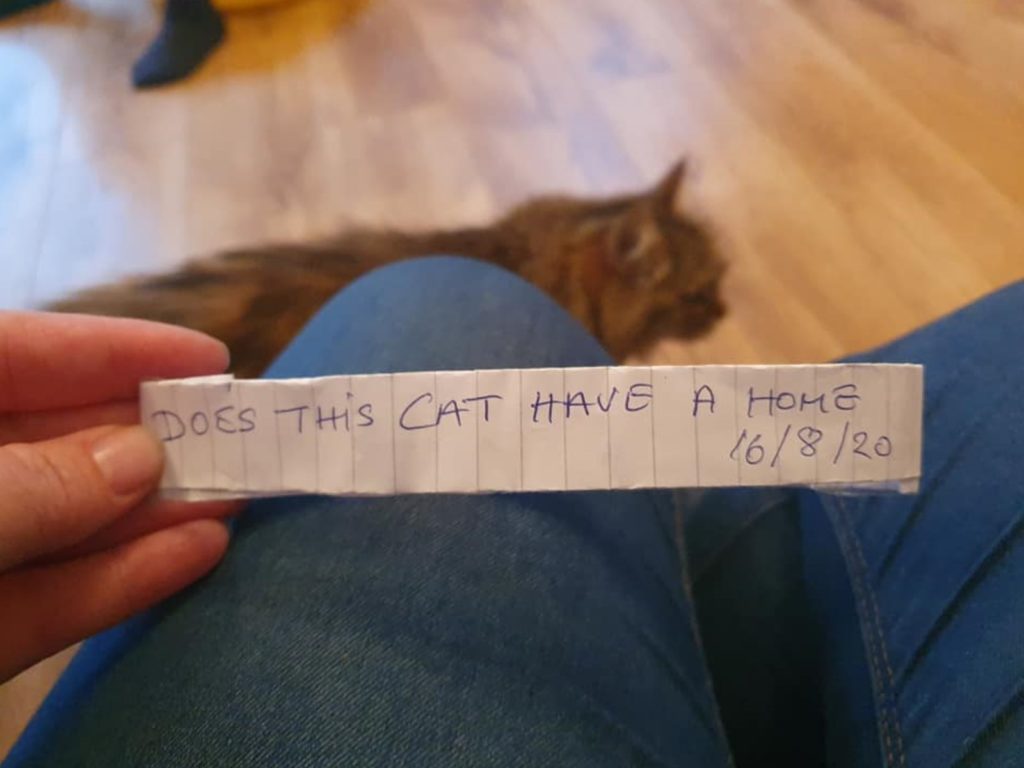 DOES THiS CAT HAVE A HOME
16/8/20